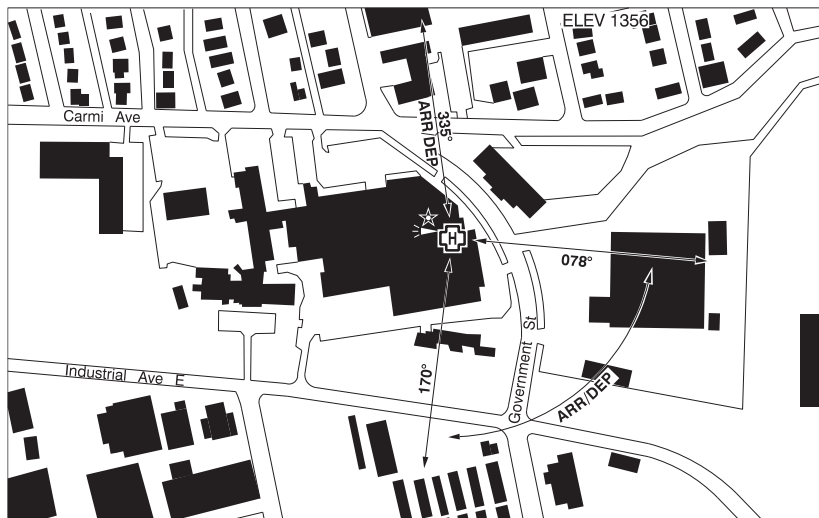 ELEV 1356
Carmi Ave
335°
ARR/DEP
H
078°
170°
Government St
Industrial Ave E
ARR/DEP